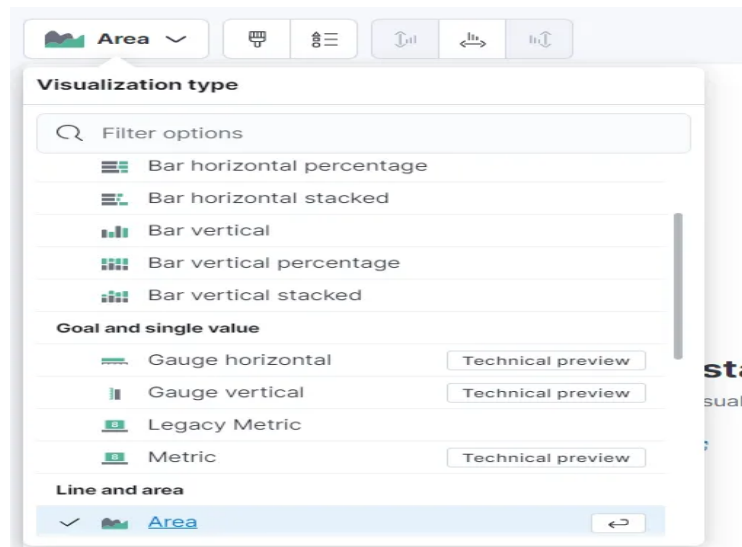 Area
Visualization type
Filter options
Bar horizontal percentage
Bar horizontal stacked
Bar vertical
Bar vertical percentage
Bar vertical stacked
Goal and single value
Gauge horizontal Technical preview
Gauge vertical Technical preview
Legacy Metric
Metric Technical preview
Line and area
Area